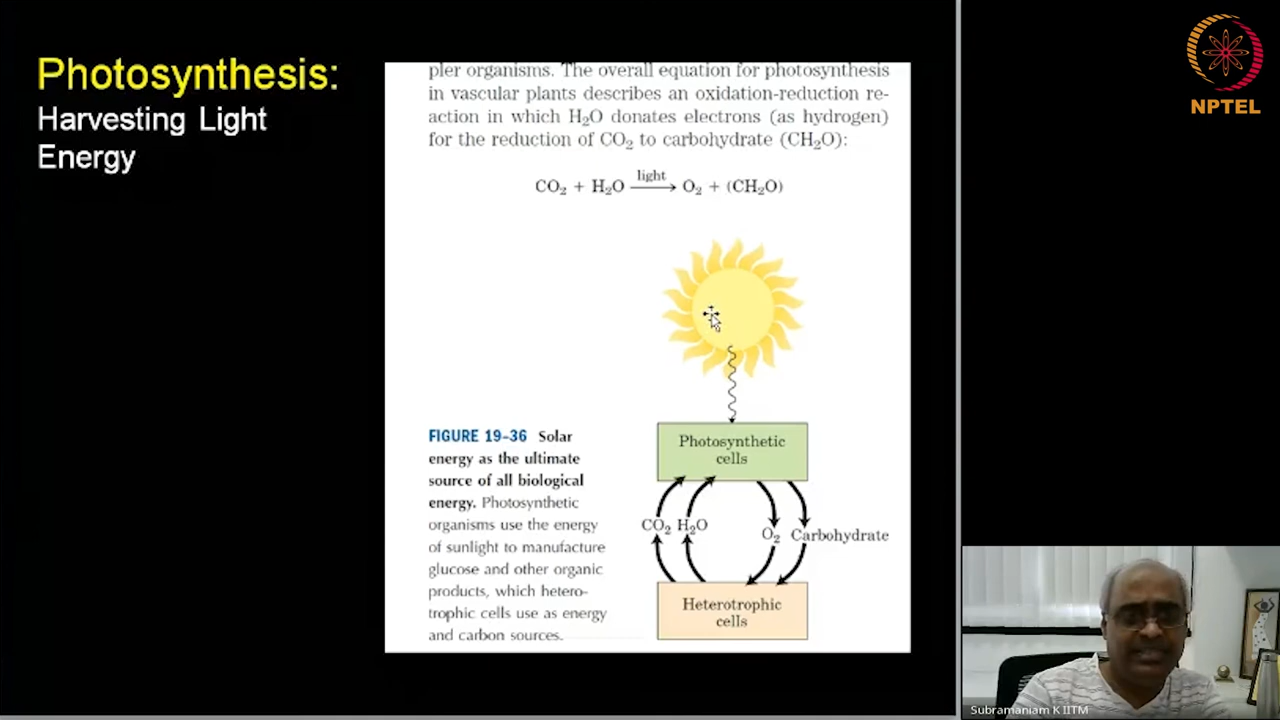 Photosynthesis:
Harvesting Light
Energy
pler organisms. The overall equation for photosynthesis
in vascular plants describes an oxidation-reduction re-
action in which H₂O donates electrons (as hydrogen)
for the reduction of CO₂ to carbohydrate (CH₂O):
light
CO₂ + H₂O ⟶ O₂ + (CH₂O)
FIGURE 19–36 Solar
energy as the ultimate
source of all biological
energy. Photosynthetic
organisms use the energy
of sunlight to manufacture
glucose and other organic
products, which hetero-
trophic cells use as energy
and carbon sources.
Photosynthetic
cells
CO₂ H₂O
O₂ Carbohydrate
Heterotrophic
cells
NPTEL
Subramaniam K IITM